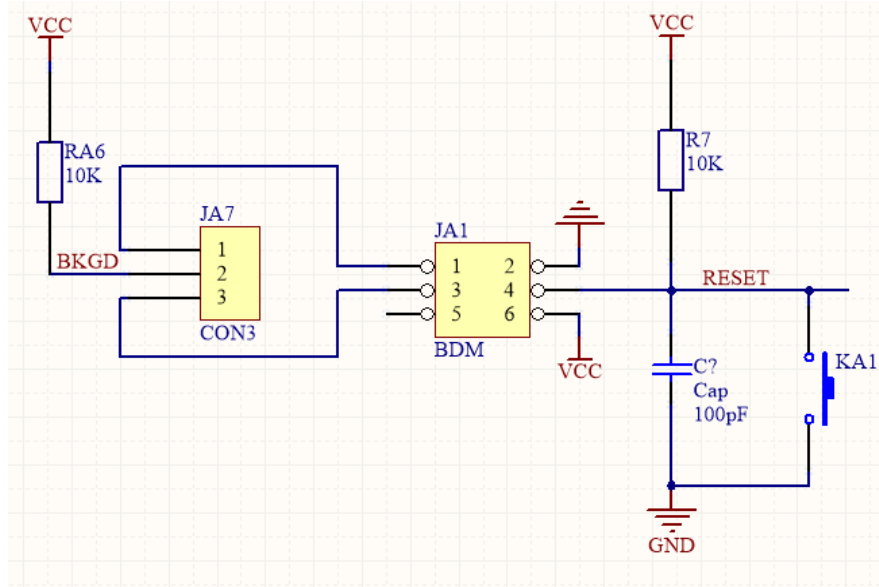 VCC
VCC
RA6
10K
R7
10K
JA7
1
BKGD
2
3
CON3
JA1
1
2
3
4
5
6
BDM
RESET
VCC
C?
Cap
100pF
KA1
GND